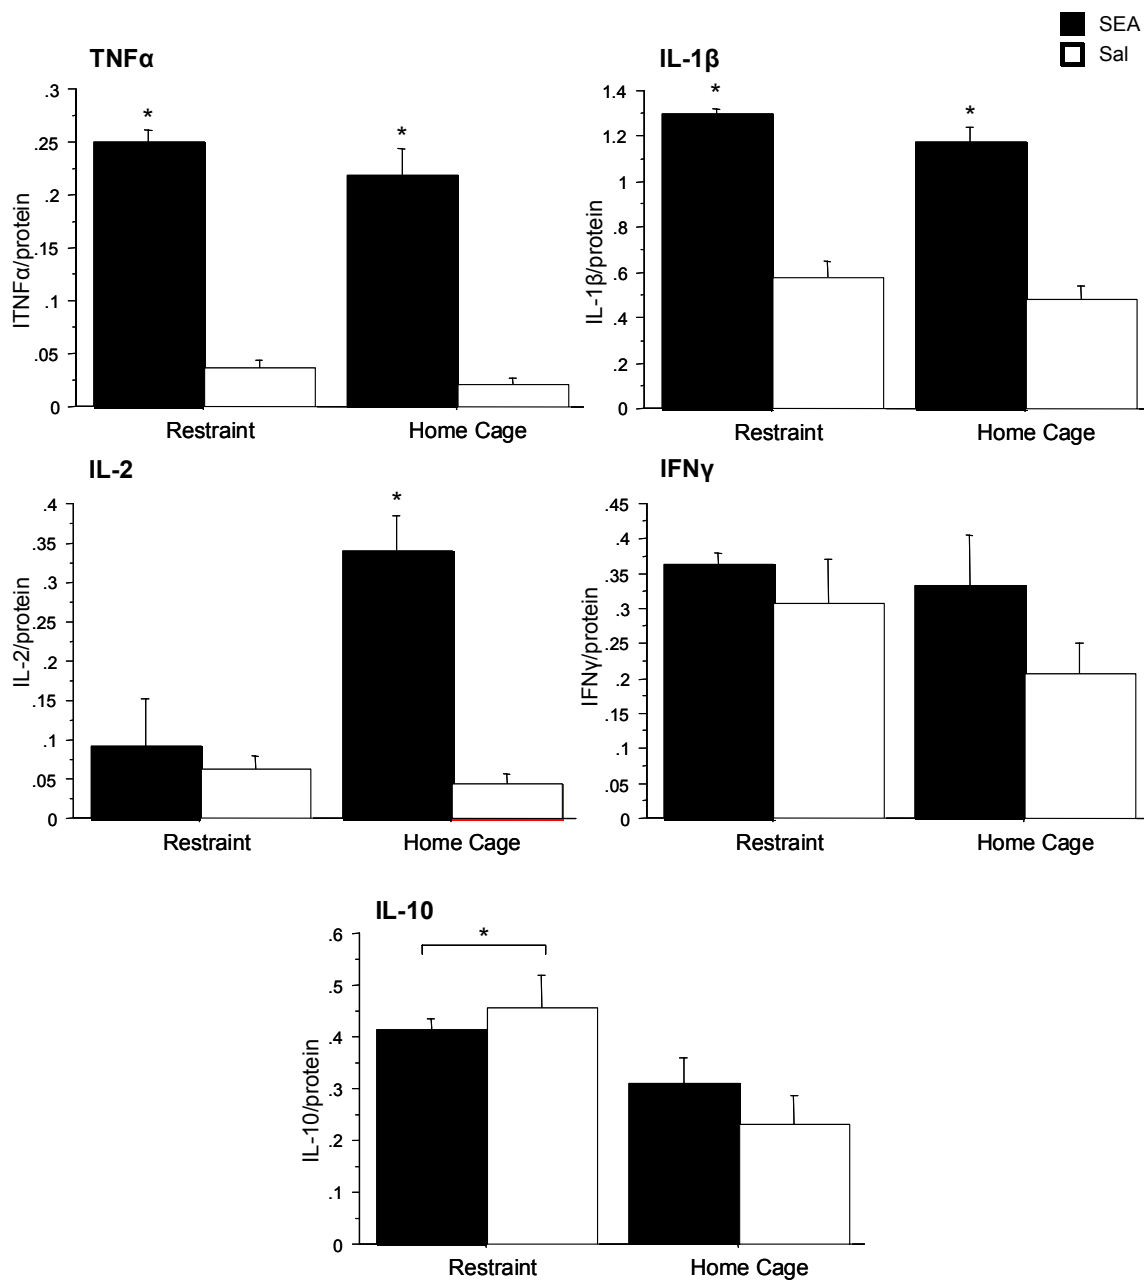 SEA
Sal
TNFα
*
*
.3
.25
.2
.15
.1
.05
0
ITNFα/protein
Restraint
Home Cage
IL-1β
*
*
1.4
1.2
1
.8
.6
.4
.2
0
IL-1β/protein
Restraint
Home Cage
IL-2
*
.4
.35
.3
.25
.2
.15
.1
.05
0
IL-2/protein
Restraint
Home Cage
IFNγ
.45
.4
.35
.3
.25
.2
.15
.1
.05
0
IFNγ/protein
Restraint
Home Cage
IL-10
*
.6
.5
.4
.3
.2
.1
0
IL-10/protein
Restraint
Home Cage